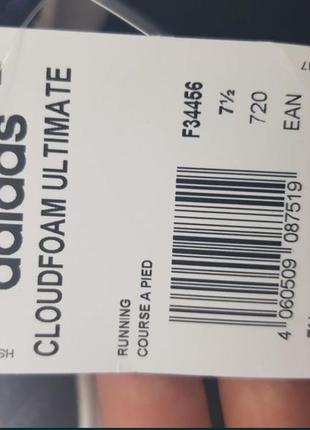 adidas
CLOUDFOAM ULTIMATE
RUNNING
COURSE A PIED
F34456
7½
720
EAN
4 060509 087519